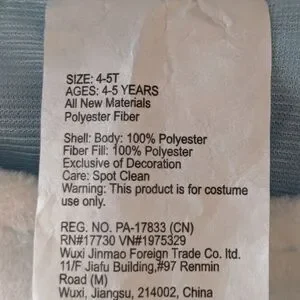 SIZE: 4-5T
AGES: 4-5 YEARS
All New Materials
Polyester Fiber
Shell: Body: 100% Polyester
Fiber Fill: 100% Polyester
Exclusive of Decoration
Care: Spot Clean
Warning: This product is for costume
use only.
REG. NO. PA-17833 (CN)
RN#17730 VN#1975329
Wuxi Jinmao Foreign Trade Co. ltd.
11/F Jiafu Building,#97 Renmin
Road (M)
Wuxi, Jiangsu, 214002, China